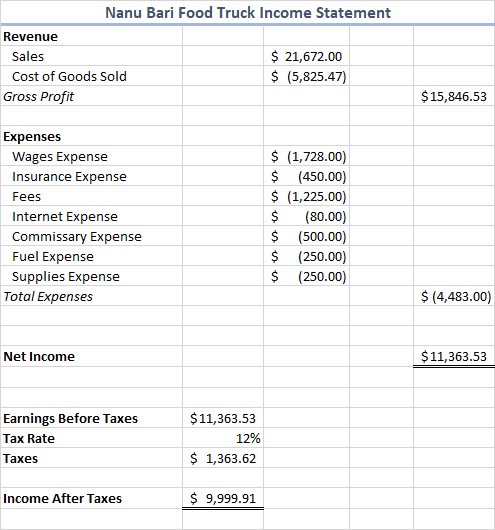 Nanu Bari Food Truck Income Statement
Revenue
Sales $ 21,672.00
Cost of Goods Sold $ (5,825.47)
Gross Profit $15,846.53
Expenses
Wages Expense $ (1,728.00)
Insurance Expense $ (450.00)
Fees $ (1,225.00)
Internet Expense $ (80.00)
Commissary Expense $ (500.00)
Fuel Expense $ (250.00)
Supplies Expense $ (250.00)
Total Expenses $ (4,483.00)
Net Income $11,363.53
Earnings Before Taxes $11,363.53
Tax Rate 12%
Taxes $ 1,363.62
Income After Taxes $ 9,999.91